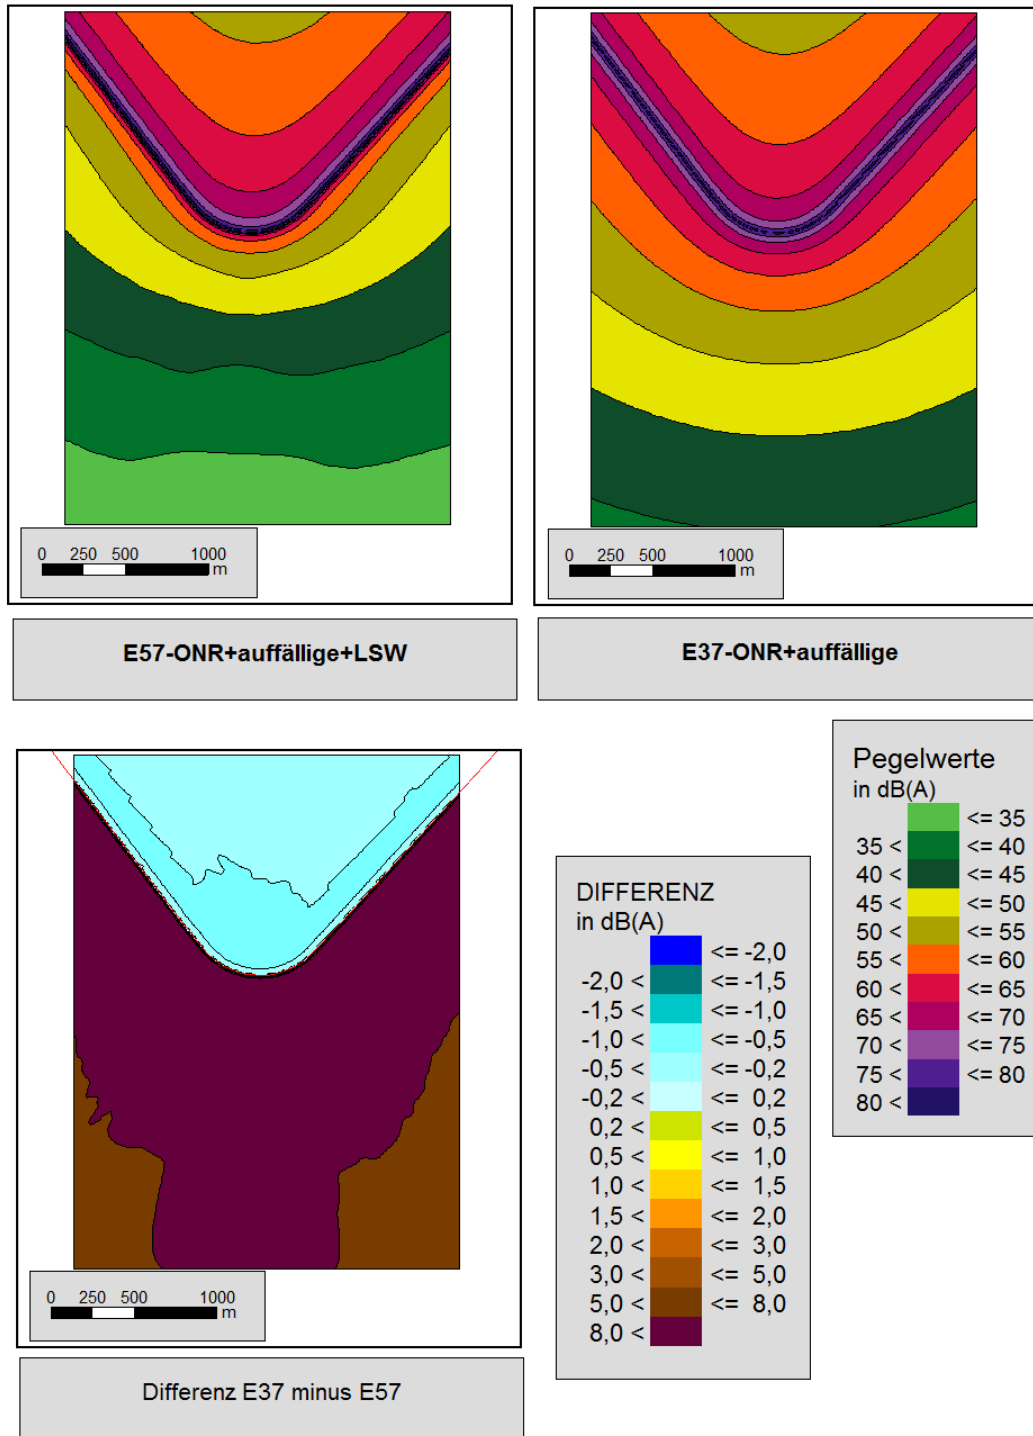 0 250 500 1000
m
0 250 500 1000
m
E57-ONR+auffällige+LSW
E37-ONR+auffällige
Pegelwerte
in dB(A)
<= 35
35 < <= 40
40 < <= 45
45 < <= 50
50 < <= 55
55 < <= 60
60 < <= 65
65 < <= 70
70 < <= 75
75 < <= 80
80 <
DIFFERENZ
in dB(A)
<= -2,0
-2,0 < <= -1,5
-1,5 < <= -1,0
-1,0 < <= -0,5
-0,5 < <= -0,2
-0,2 < <= 0,2
0,2 < <= 0,5
0,5 < <= 1,0
1,0 < <= 1,5
1,5 < <= 2,0
2,0 < <= 3,0
3,0 < <= 5,0
5,0 < <= 8,0
8,0 <
0 250 500 1000
m
Differenz E37 minus E57